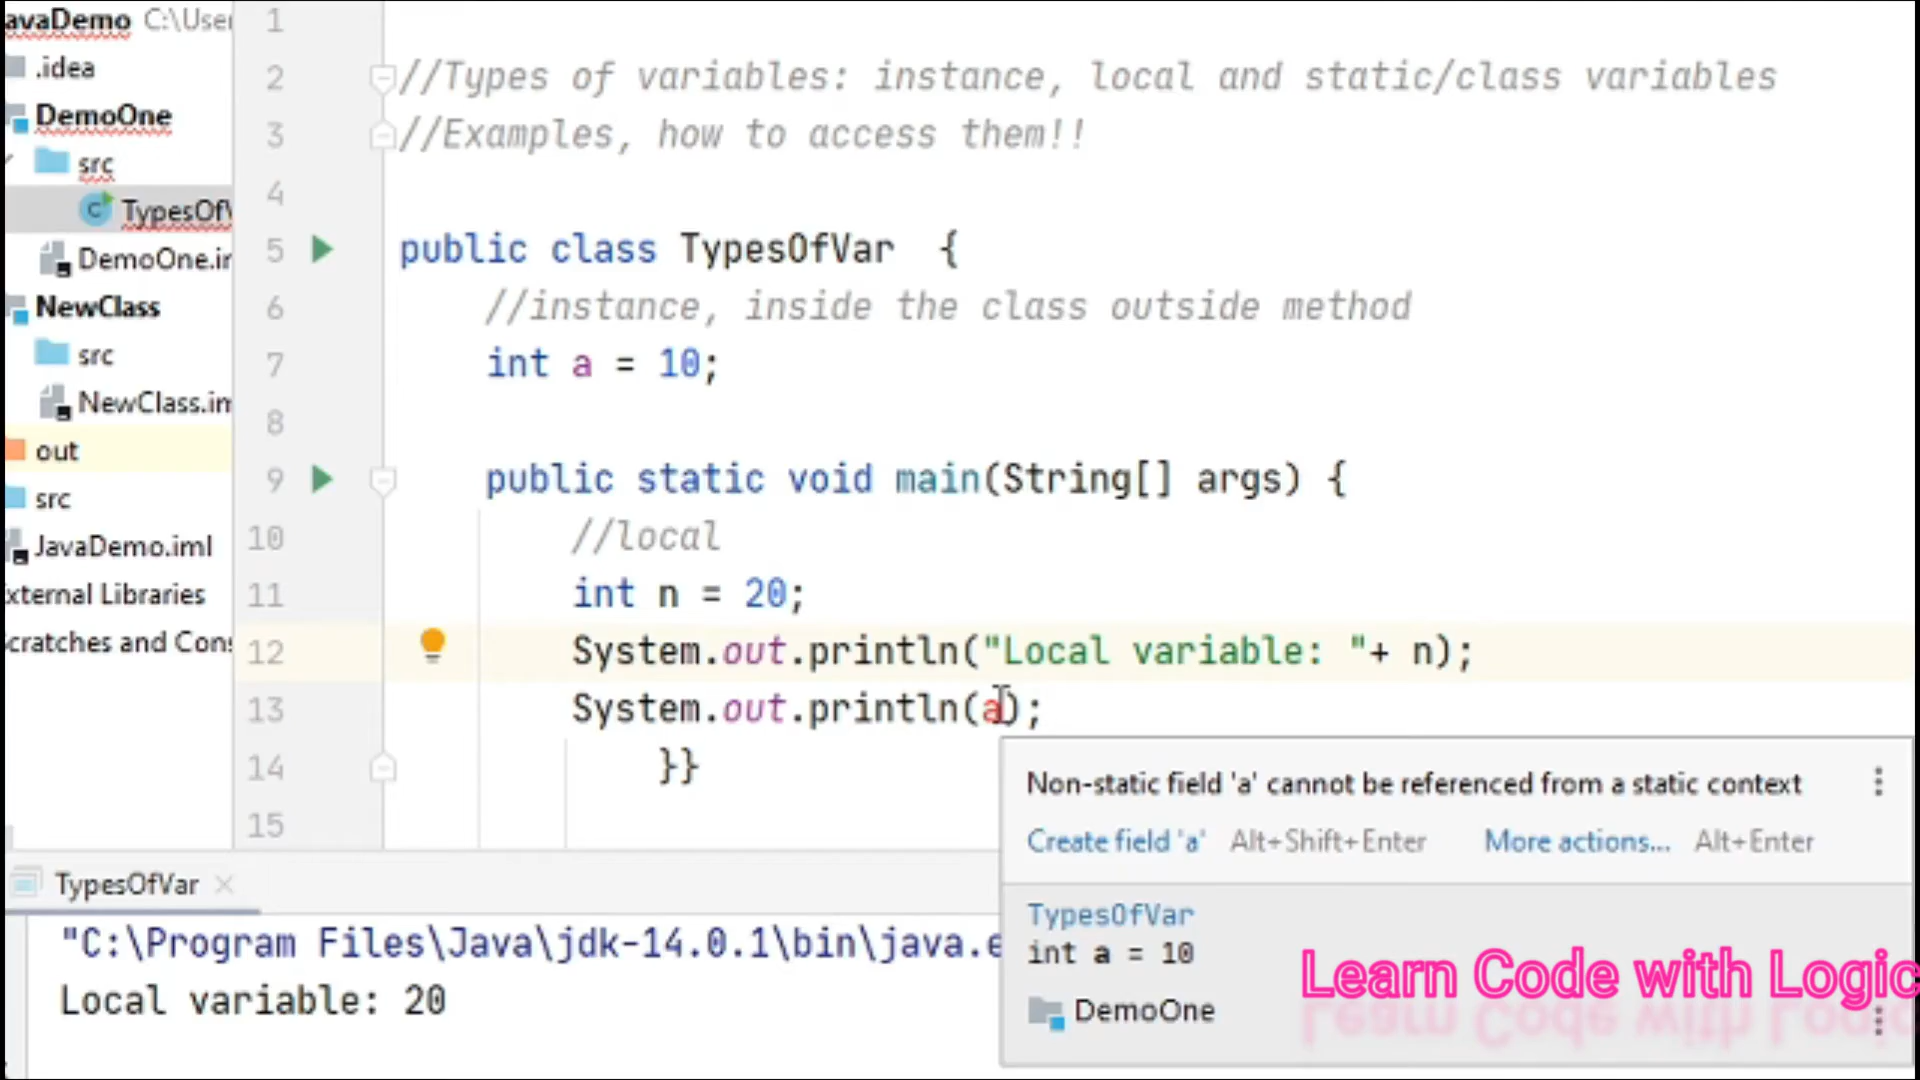 avaDemo C:\User
.idea
DemoOne
src
TypesOfV
DemoOne.im
NewClass
src
NewClass.im
out
src
JavaDemo.iml
xternal Libraries
cratches and Cons
1
2 //Types of variables: instance, local and static/class variables
3 //Examples, how to access them!!
4
5 public class TypesOfVar {
6 //instance, inside the class outside method
7 int a = 10;
8
9 public static void main(String[] args) {
10 //local
11 int n = 20;
12 System.out.println("Local variable: "+ n);
13 System.out.println(a);
14 }}
15
Non-static field 'a' cannot be referenced from a static context
Create field 'a' Alt+Shift+Enter More actions... Alt+Enter
TypesOfVar
int a = 10
DemoOne
TypesOfVar
"C:\Program Files\Java\jdk-14.0.1\bin\java.e
Local variable: 20
Learn Code with Logic